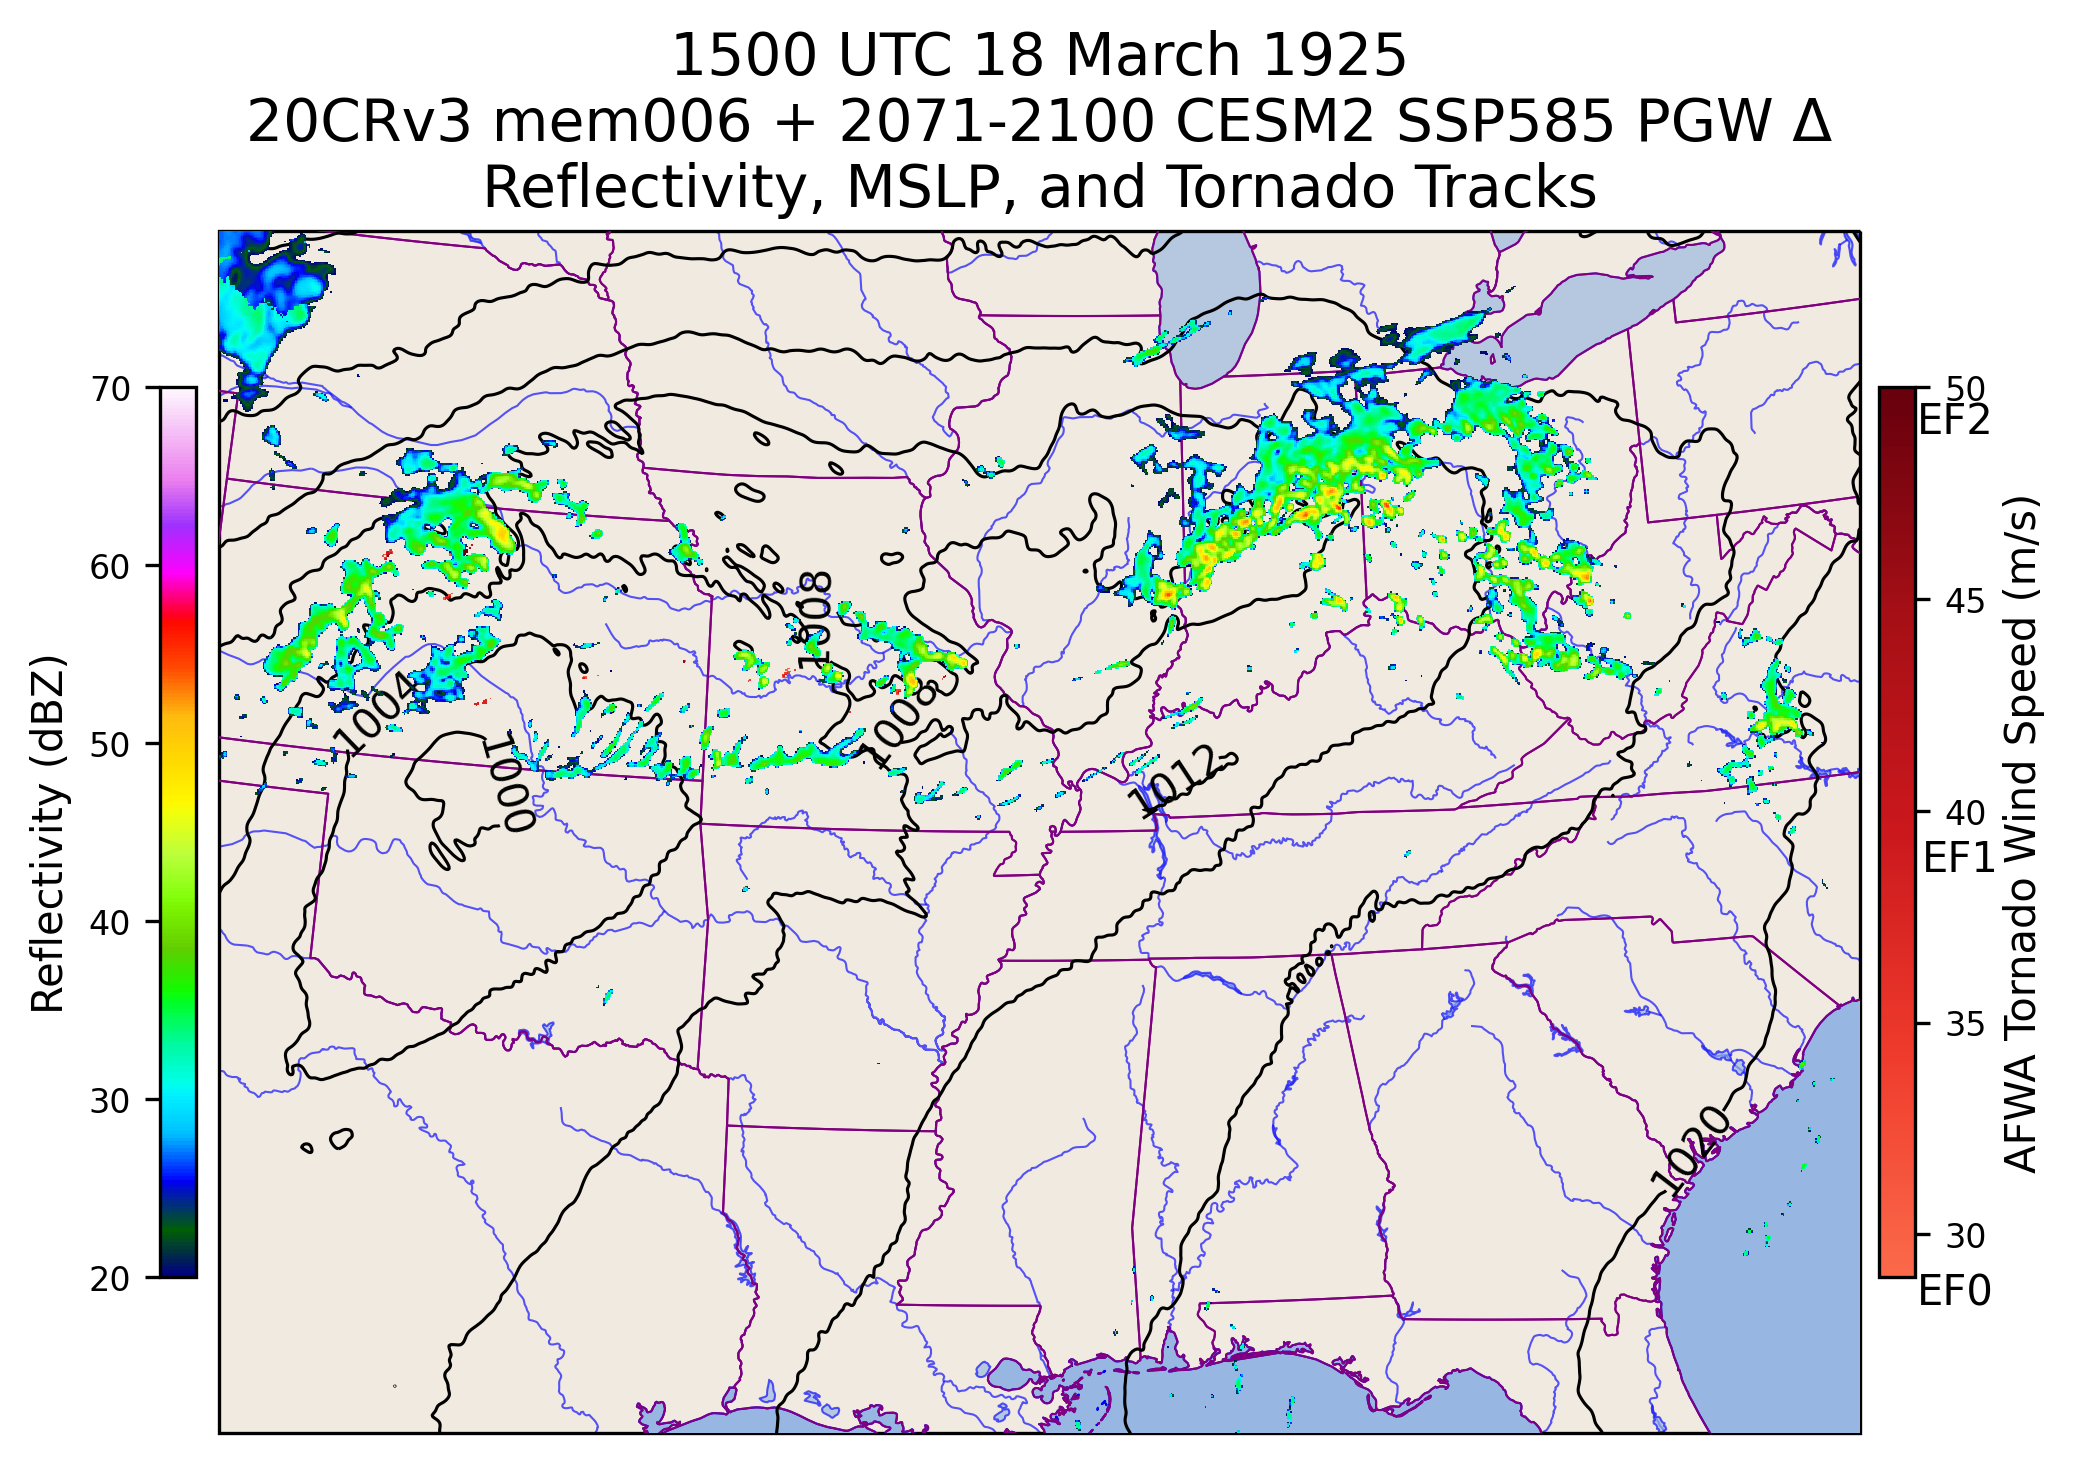 1500 UTC 18 March 1925
20CRv3 mem006 + 2071-2100 CESM2 SSP585 PGW Δ
Reflectivity, MSLP, and Tornado Tracks
Reflectivity (dBZ)
70
60
50
40
30
20
1008
1004
1008
1000
1012
1020
50
EF2
45
40
EF1
35
30
EF0
AFWA Tornado Wind Speed (m/s)